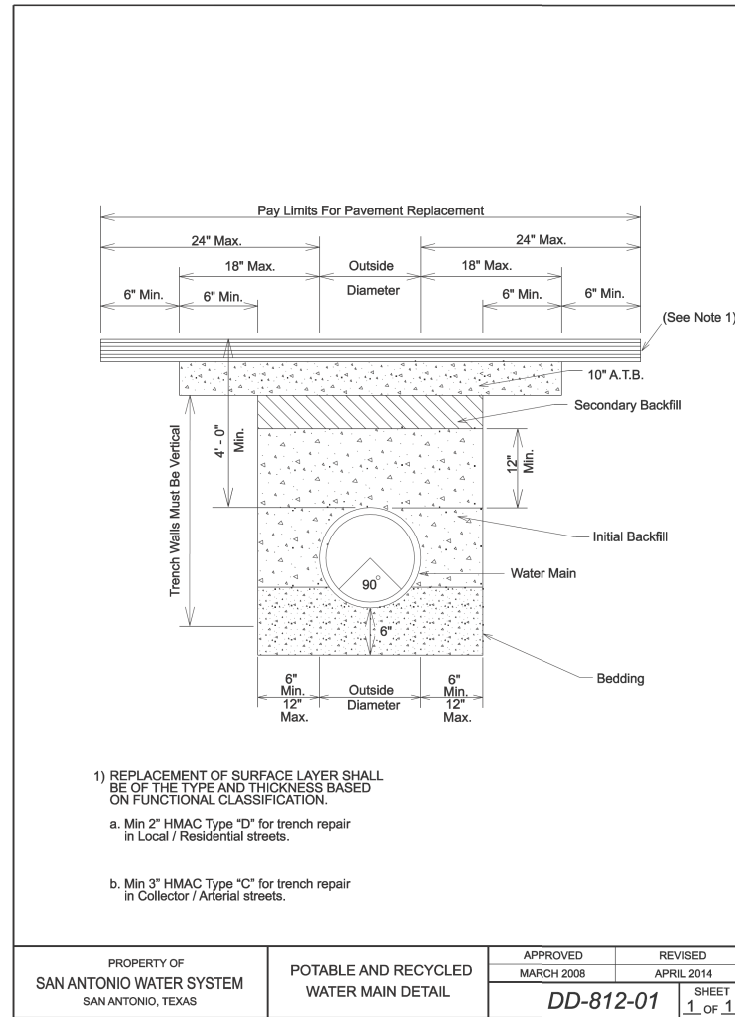 Pay Limits For Pavement Replacement
24" Max.
24" Max.
18" Max.
Outside
Diameter
18" Max.
6" Min.
6" Min.
6" Min.
6" Min.
(See Note 1)
10" A.T.B.
Secondary Backfill
4' - 0"
Min.
12"
Min.
Trench Walls Must Be Vertical
Initial Backfill
Water Main
90°
6"
Bedding
6"
Min.
12"
Max.
Outside
Diameter
6"
Min.
12"
Max.
1) REPLACEMENT OF SURFACE LAYER SHALL
BE OF THE TYPE AND THICKNESS BASED
ON FUNCTIONAL CLASSIFICATION.
a. Min 2" HMAC Type “D” for trench repair
in Local / Residential streets.
b. Min 3" HMAC Type “C” for trench repair
in Collector / Arterial streets.
PROPERTY OF
SAN ANTONIO WATER SYSTEM
SAN ANTONIO, TEXAS
POTABLE AND RECYCLED
WATER MAIN DETAIL
APPROVED
MARCH 2008
REVISED
APRIL 2014
DD-812-01
SHEET
1 OF 1